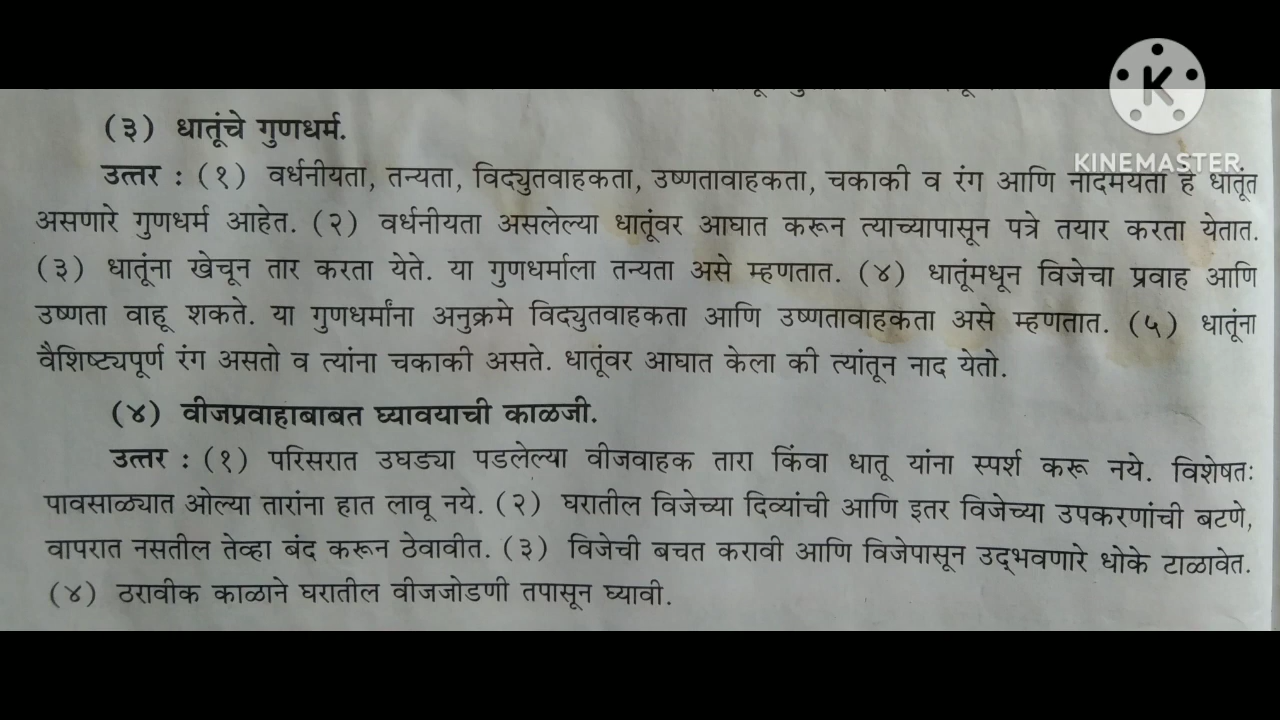 KINEMASTER
(३) धातूंचे गुणधर्म.
उत्तर : (१) वर्धनीयता, तन्यता, विद्युतवाहकता, उष्णतावाहकता, चकाकी व रंग आणि नादमयता हे धातूंत
असणारे गुणधर्म आहेत. (२) वर्धनीयता असलेल्या धातूंवर आघात करून त्याच्यापासून पत्रे तयार करता येतात.
(३) धातूंना खेचून तार करता येते. या गुणधर्माला तन्यता असे म्हणतात. (४) धातूंमधून विजेचा प्रवाह आणि
उष्णता वाहू शकते. या गुणधर्मांना अनुक्रमे विद्युतवाहकता आणि उष्णतावाहकता असे म्हणतात. (५) धातूंना
वैशिष्ट्यपूर्ण रंग असतो व त्यांना चकाकी असते. धातूंवर आघात केला की त्यांतून नाद येतो.
(४) वीजप्रवाहाबाबत घ्यावयाची काळजी.
उत्तर : (१) परिसरात उघड्या पडलेल्या वीजवाहक तारा किंवा धातू यांना स्पर्श करू नये. विशेषतः
पावसाळ्यात ओल्या तारांना हात लावू नये. (२) घरातील विजेच्या दिव्यांची आणि इतर विजेच्या उपकरणांची बटणे,
वापरात नसतील तेव्हा बंद करून ठेवावीत. (३) विजेची बचत करावी आणि विजेपासून उद्‌भवणारे धोके टाळावेत.
(४) ठरावीक काळाने घरातील वीजजोडणी तपासून घ्यावी.